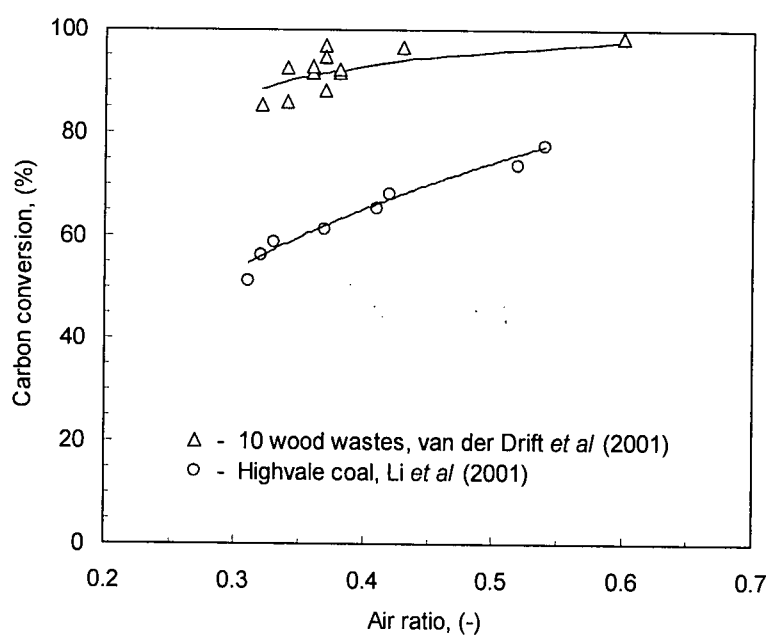 100
80
60
40
20
0
Carbon conversion, (%)
Δ - 10 wood wastes, van der Drift et al (2001)
○ - Highvale coal, Li et al (2001)
0.2 0.3 0.4 0.5 0.6 0.7
Air ratio, (-)